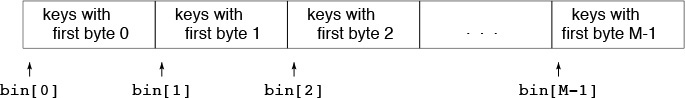 keys with keys with keys with keys with
first byte 0 first byte 1 first byte 2 . . . first byte M-1
bin[0] bin[1] bin[2] bin[M-1]